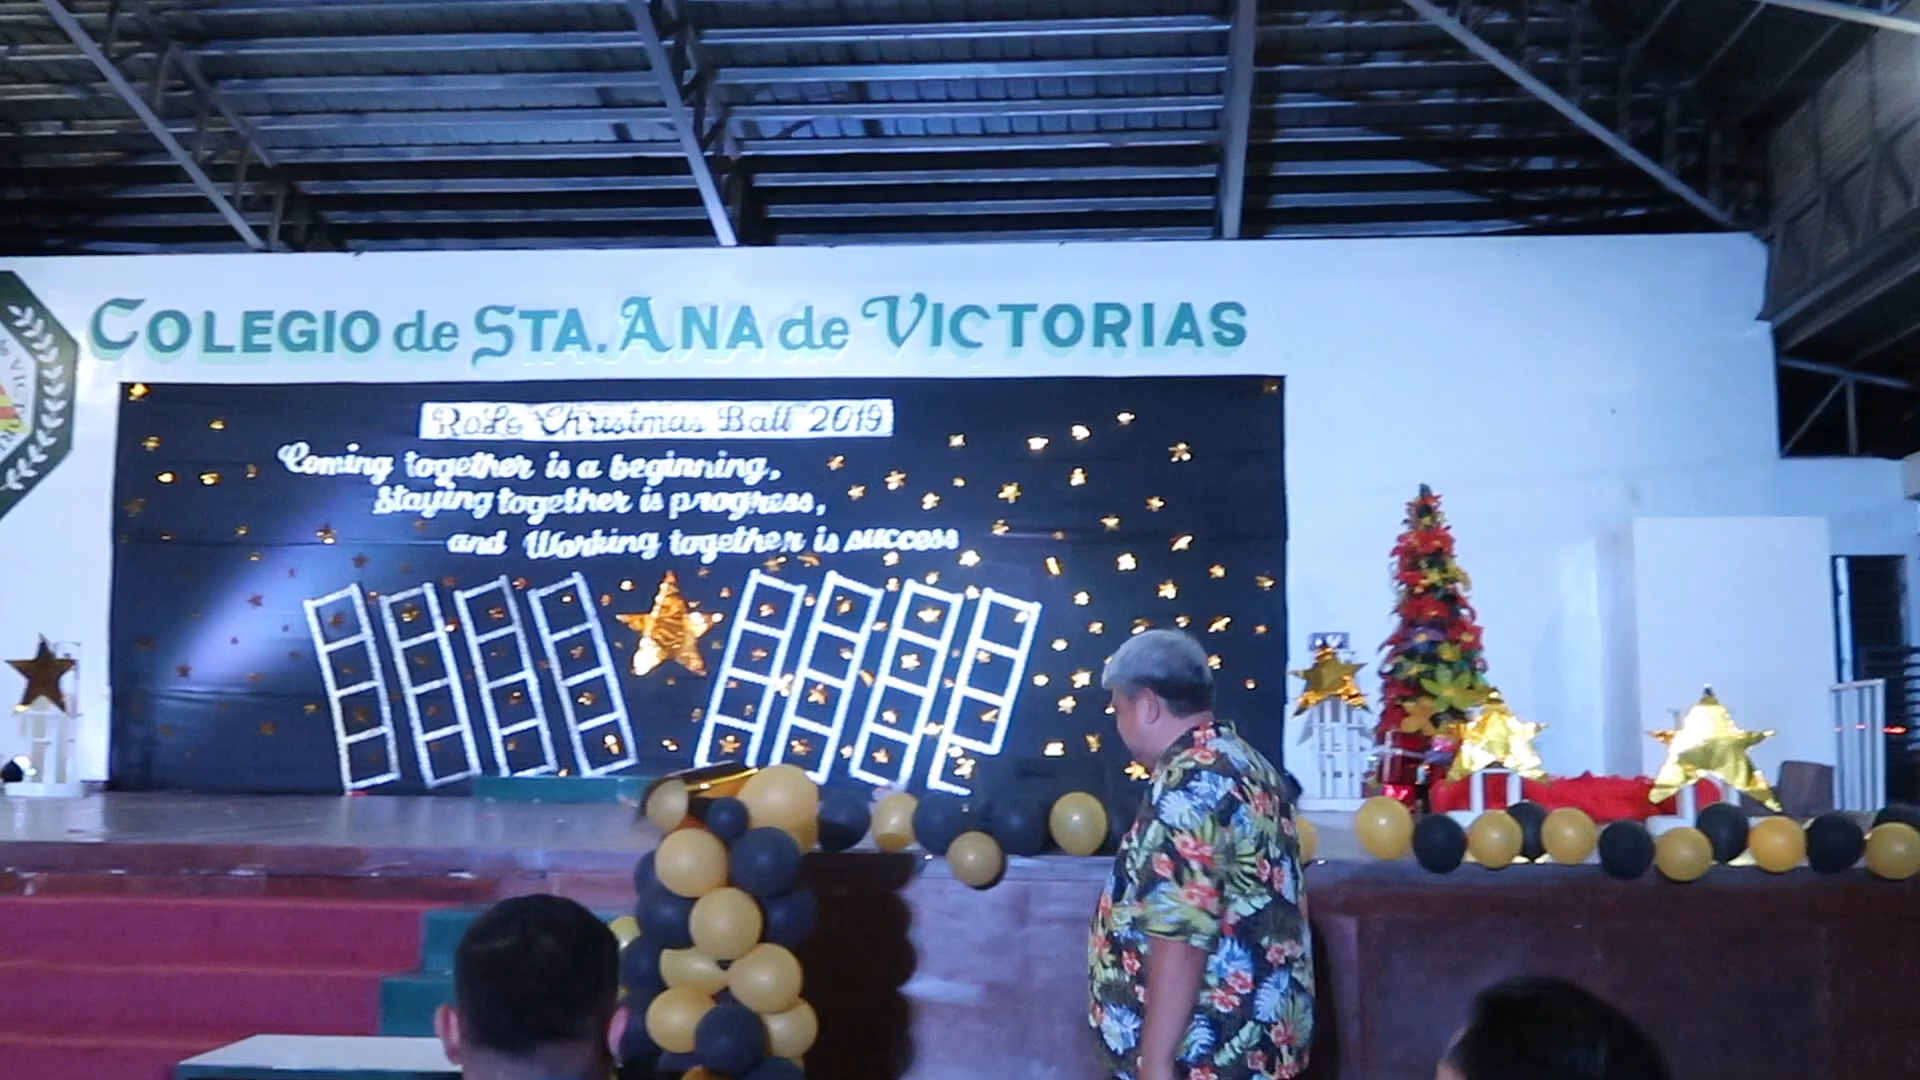 COLEGIO de STA. ANA de VICTORIAS
RoLe Christmas Ball 2019
Coming together is a beginning,
Staying together is progress,
and Working together is success